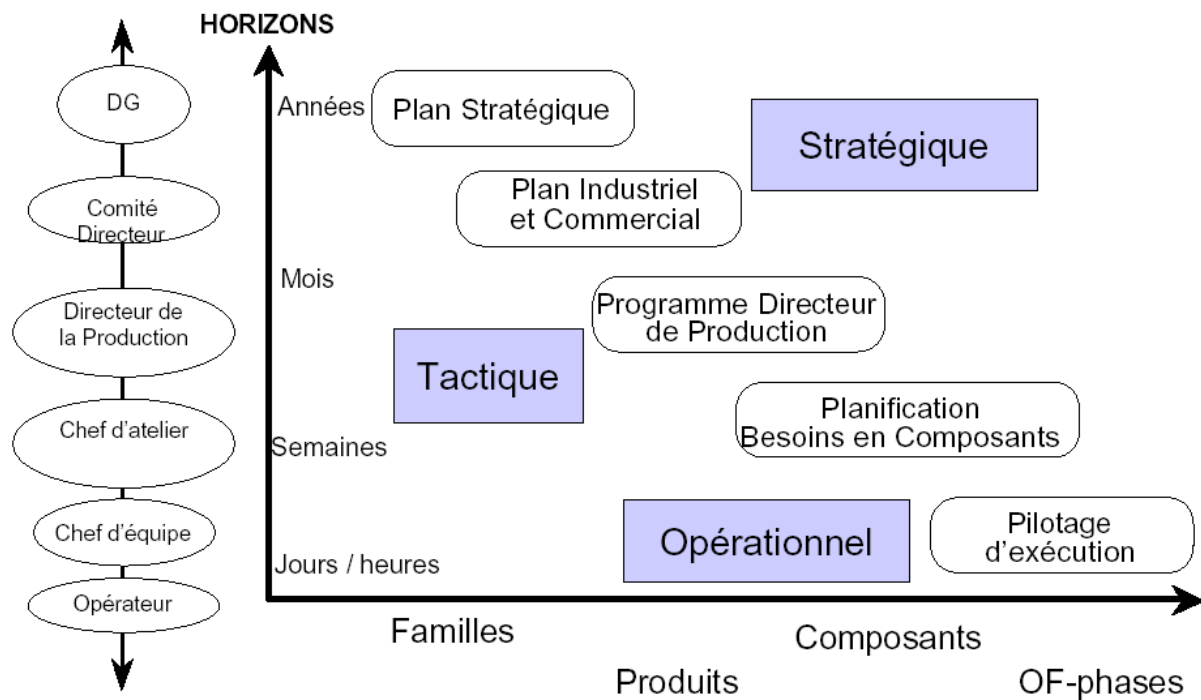 HORIZONS
DG
Comité
Directeur
Directeur de
la Production
Chef d'atelier
Chef d'équipe
Opérateur
Années
Mois
Semaines
Jours / heures
Plan Stratégique
Stratégique
Plan Industriel
et Commercial
Programme Directeur
de Production
Tactique
Planification
Besoins en Composants
Opérationnel
Pilotage
d'exécution
Familles
Composants
Produits
OF-phases